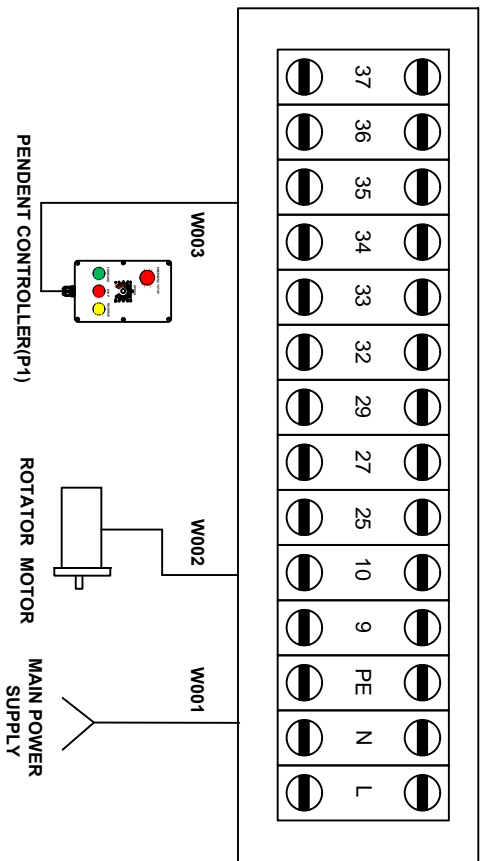 37
36
35
34
33
32
29
27
25
10
9
PE
N
L
W003
W002
W001
PENDENT CONTROLLER(P1)
ROTATOR MOTOR
MAIN POWER
SUPPLY